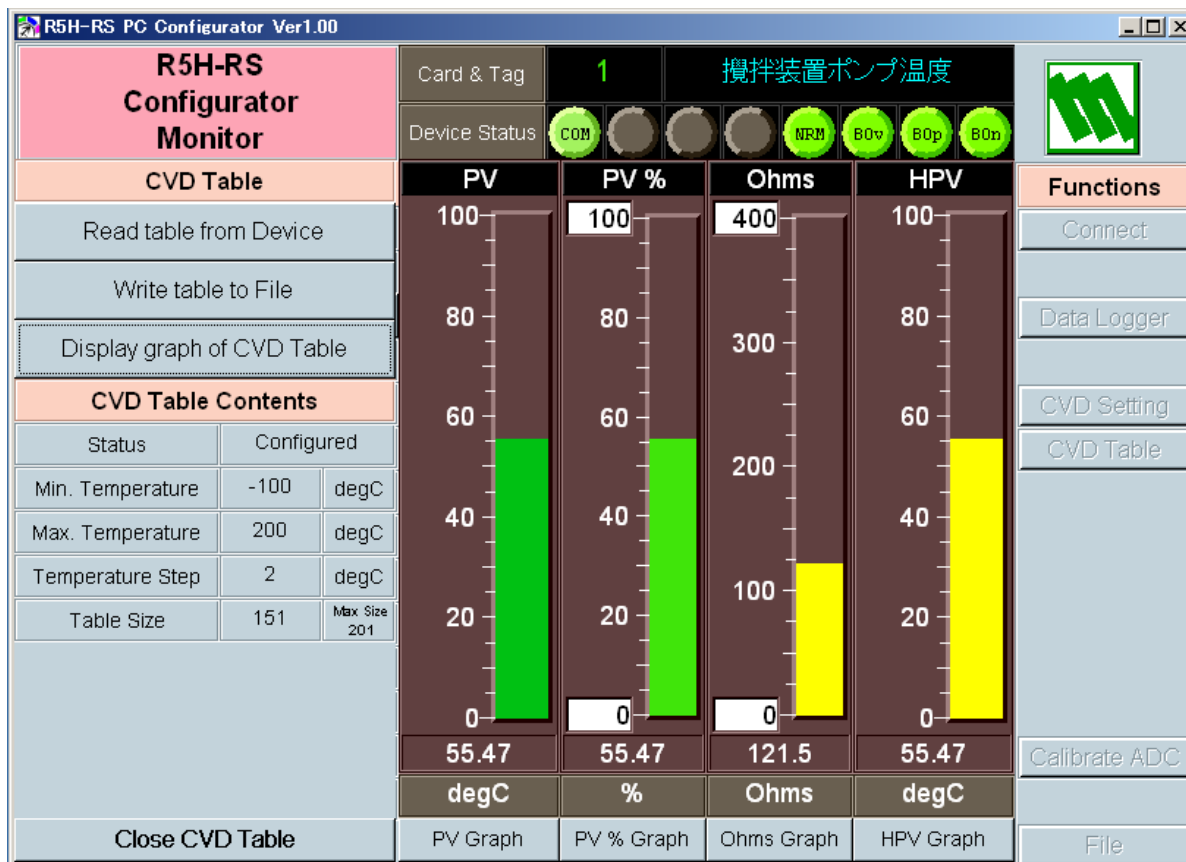 R5H-RS PC Configurator Ver1.00
R5H-RS
Configurator
Monitor
Card & Tag
1
攪拌装置ポンプ温度
Device Status
COM
NRM
BOv
BOp
BOn
CVD Table
Read table from Device
Write table to File
Display graph of CVD Table
CVD Table Contents
Status Configured
Min. Temperature -100 degC
Max. Temperature 200 degC
Temperature Step 2 degC
Table Size 151 Max Size
201
Close CVD Table
PV
100
80
60
40
20
0
55.47
degC
PV Graph
PV %
100
80
60
40
20
0
55.47
%
PV % Graph
Ohms
400
300
200
100
0
121.5
Ohms
Ohms Graph
HPV
100
80
60
40
20
0
55.47
degC
HPV Graph
Functions
Connect
Data Logger
CVD Setting
CVD Table
Calibrate ADC
File